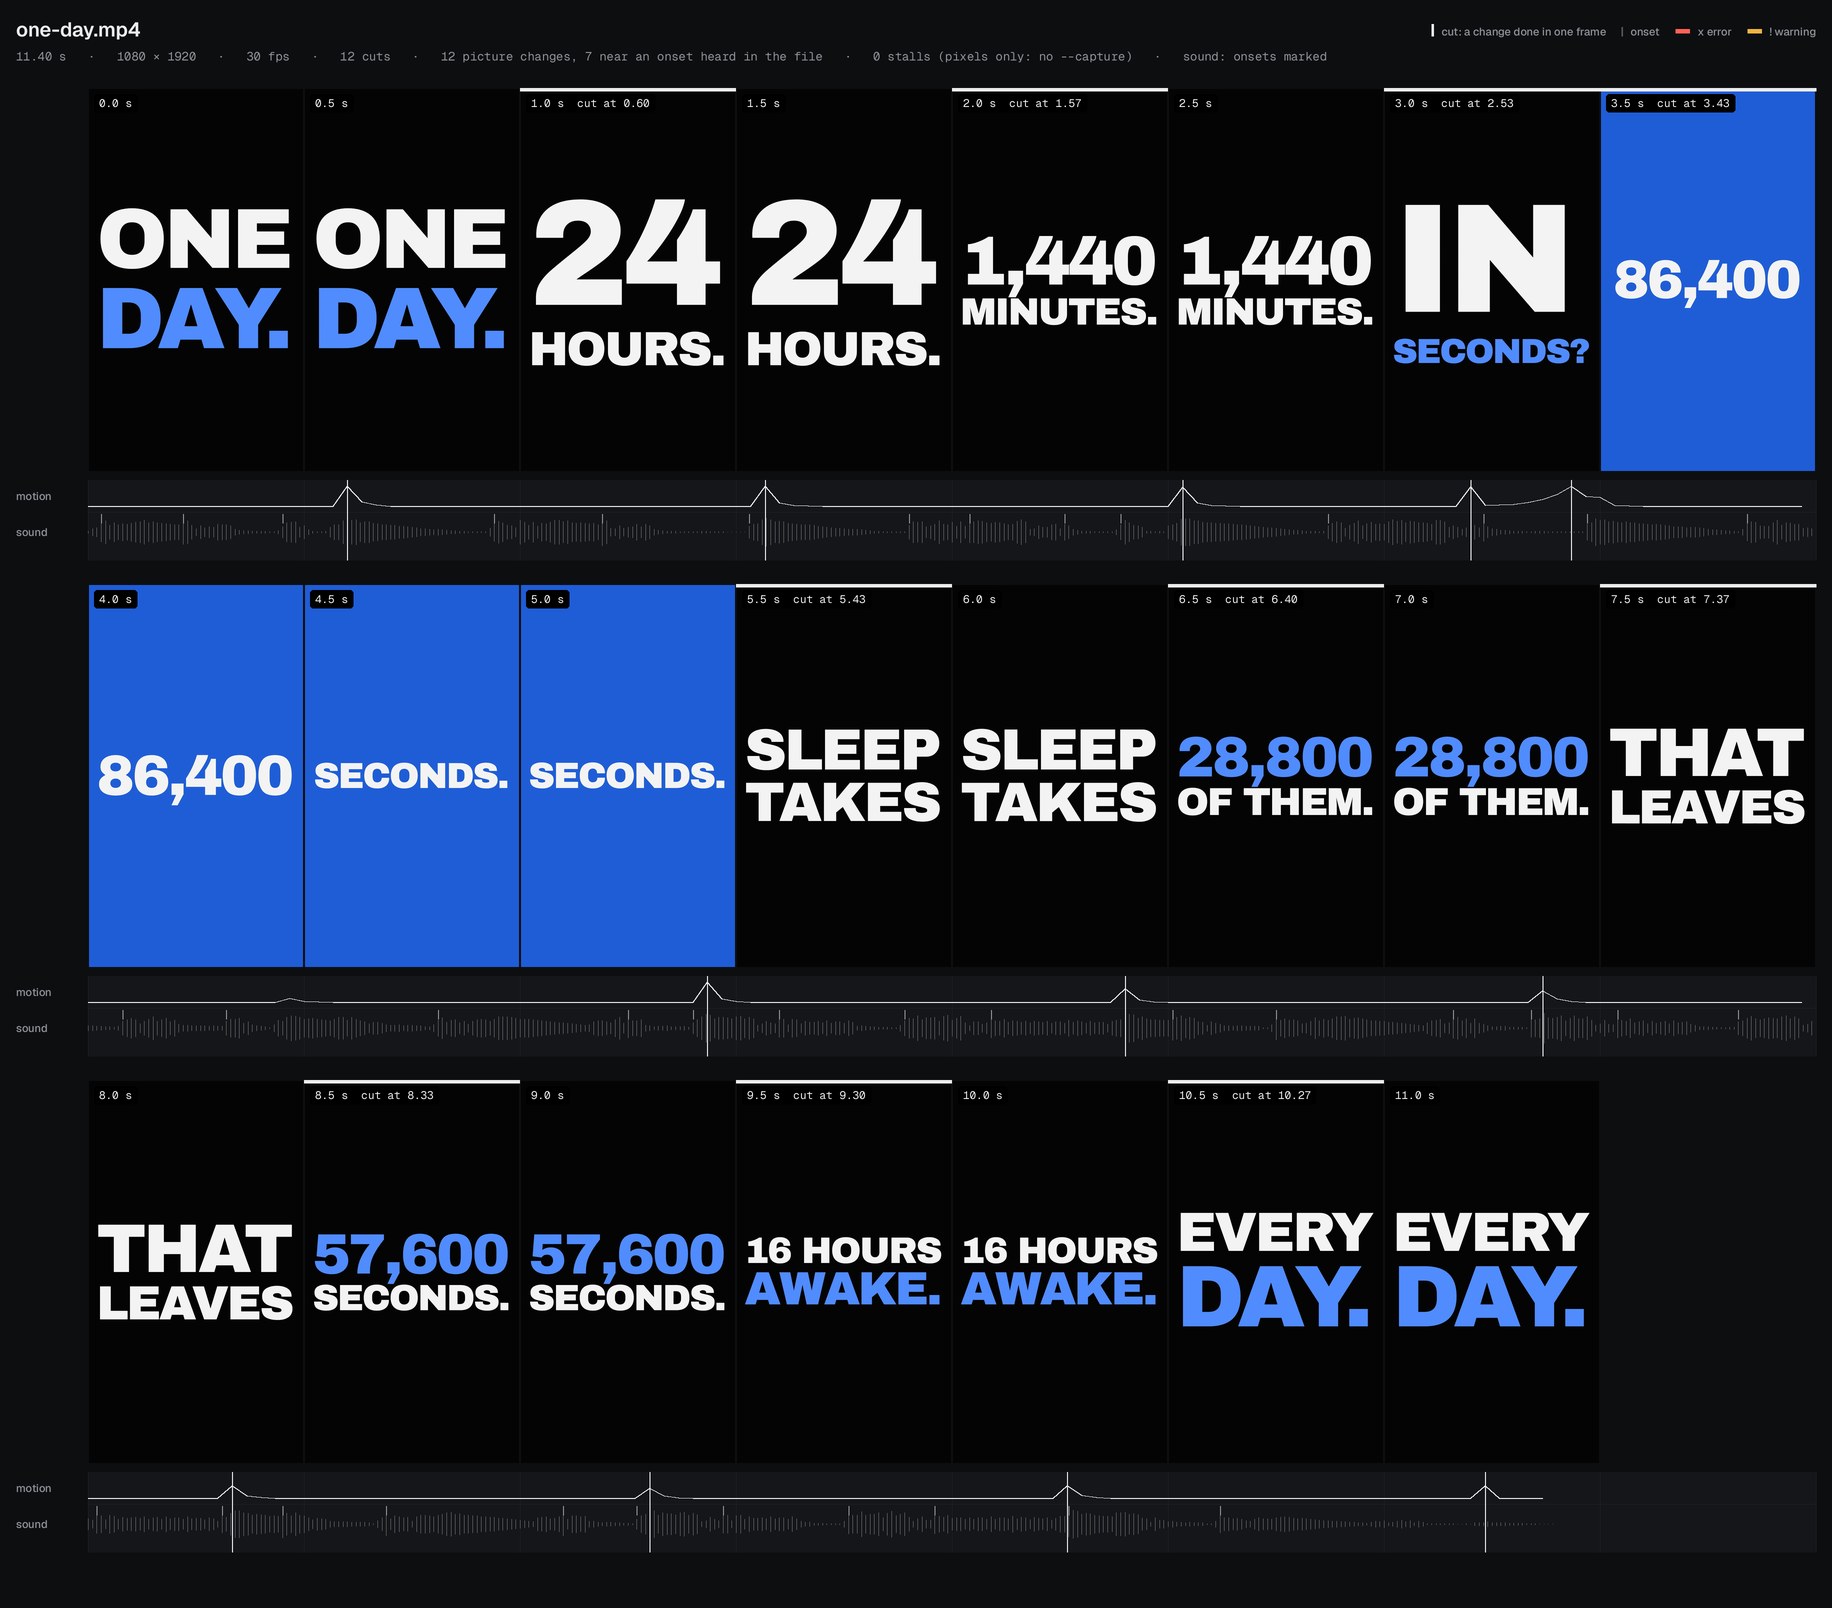 one-day.mp4
cut: a change done in one frame | onset x error ! warning
11.40 s · 1080 × 1920 · 30 fps · 12 cuts · 12 picture changes, 7 near an onset heard in the file · 0 stalls (pixels only: no --capture) · sound: onsets marked
0.0 s
ONE
DAY.
0.5 s
ONE
DAY.
1.0 s cut at 0.60
24
HOURS.
1.5 s
24
HOURS.
2.0 s cut at 1.57
1,440
MINUTES.
2.5 s
1,440
MINUTES.
3.0 s cut at 2.53
IN
SECONDS?
3.5 s cut at 3.43
86,400
motion
sound
4.0 s
86,400
4.5 s
SECONDS.
5.0 s
SECONDS.
5.5 s cut at 5.43
SLEEP
TAKES
6.0 s
SLEEP
TAKES
6.5 s cut at 6.40
28,800
OF THEM.
7.0 s
28,800
OF THEM.
7.5 s cut at 7.37
THAT
LEAVES
motion
sound
8.0 s
THAT
LEAVES
8.5 s cut at 8.33
57,600
SECONDS.
9.0 s
57,600
SECONDS.
9.5 s cut at 9.30
16 HOURS
AWAKE.
10.0 s
16 HOURS
AWAKE.
10.5 s cut at 10.27
EVERY
DAY.
11.0 s
EVERY
DAY.
motion
sound